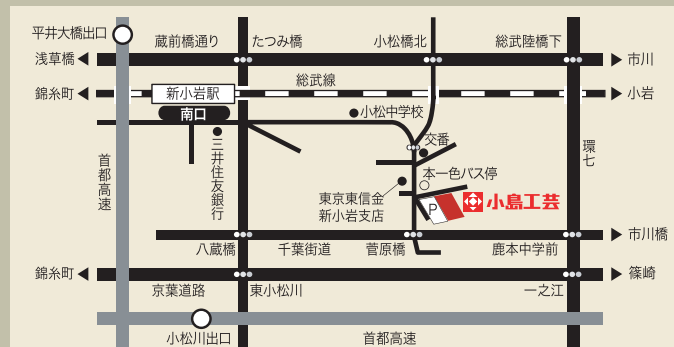 平井大橋出口
蔵前橋通り
たつみ橋
小松橋北
総武陸橋下
浅草橋
市川
総武線
錦糸町
新小岩駅
小岩
南口
小松中学校
交番
三井住友銀行
首都高速
環七
本一色バス停
東京東信金
新小岩支店
P
小島工芸
市川橋
八蔵橋
千葉街道
菅原橋
鹿本中学前
錦糸町
篠崎
京葉道路
東小松川
一之江
小松川出口
首都高速